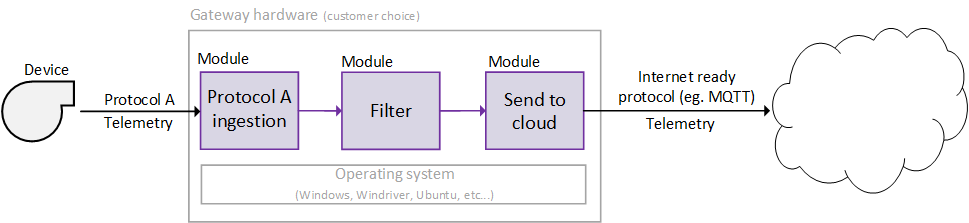 Gateway hardware (customer choice)
Device
Protocol A
Telemetry
Module
Protocol A
ingestion
Module
Filter
Module
Send to
cloud
Internet ready
protocol (eg. MQTT)
Telemetry
Operating system
(Windows, Windriver, Ubuntu, etc...)